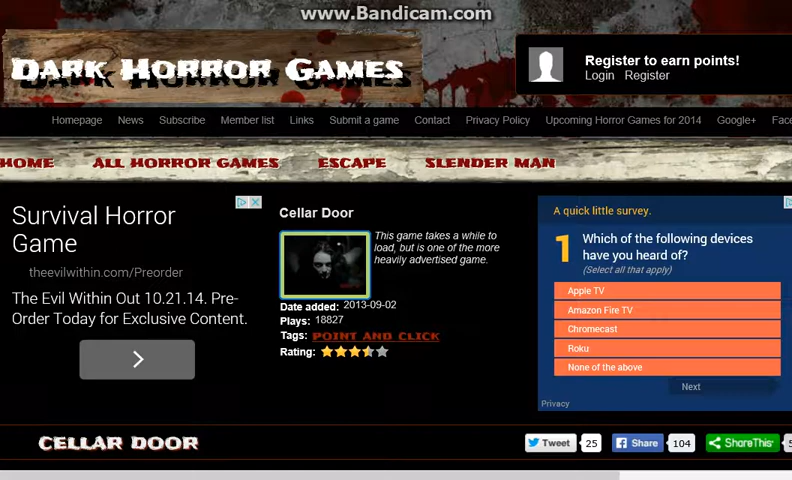 www.Bandicam.com
DARK HORROR GAMES
Register to earn points!
Login Register
Homepage News Subscribe Member list Links Submit a game Contact Privacy Policy Upcoming Horror Games for 2014 Google+
HOME ALL HORROR GAMES ESCAPE SLENDER MAN
Survival Horror
Game
theevilwithin.com/Preorder
The Evil Within Out 10.21.14. Pre-
Order Today for Exclusive Content.
Cellar Door
This game takes a while to
load, but is one of the more
heavily advertised game.
Date added: 2013-09-02
Plays: 18827
Tags: POINT AND CLICK
Rating:
A quick little survey.
1 Which of the following devices
have you heard of?
(Select all that apply)
Apple TV
Amazon Fire TV
Chromecast
Roku
None of the above
Next
Privacy
CELLAR DOOR
Tweet 25 Share 104 ShareThis